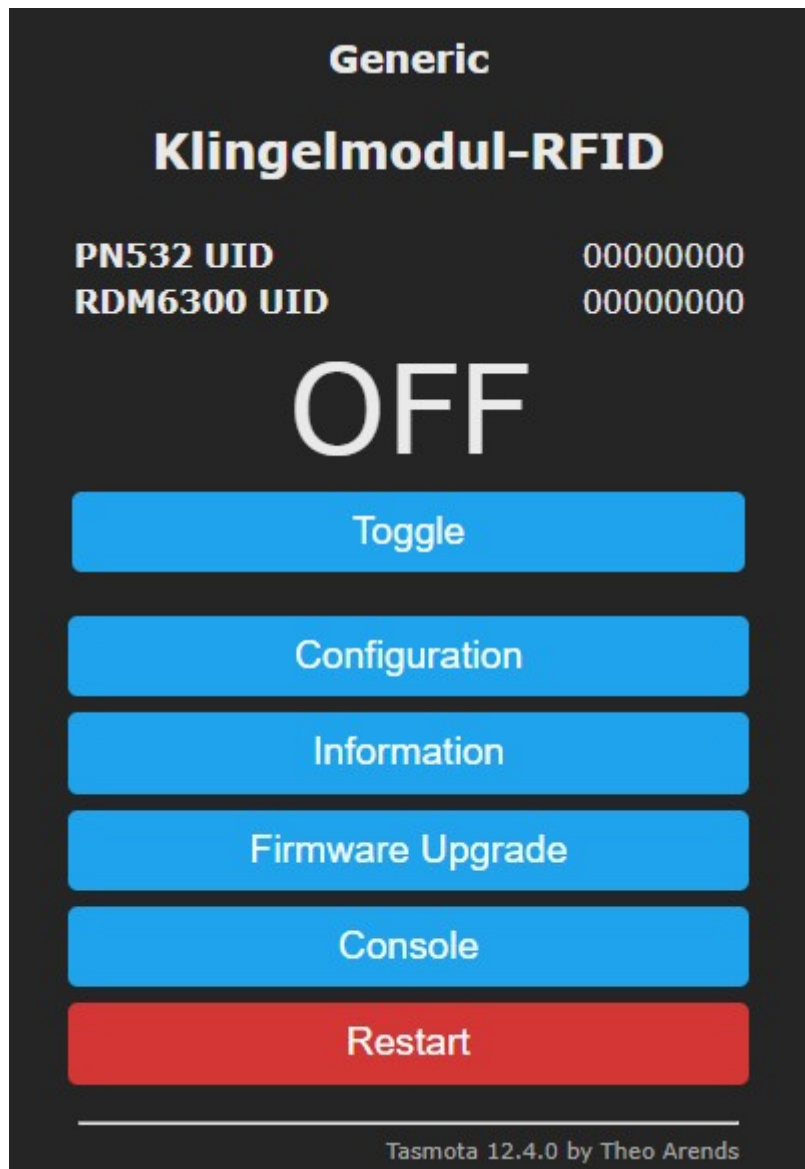 Generic
Klingelmodul-RFID
PN532 UID 00000000
RDM6300 UID 00000000
OFF
Toggle
Configuration
Information
Firmware Upgrade
Console
Restart
Tasmota 12.4.0 by Theo Arends